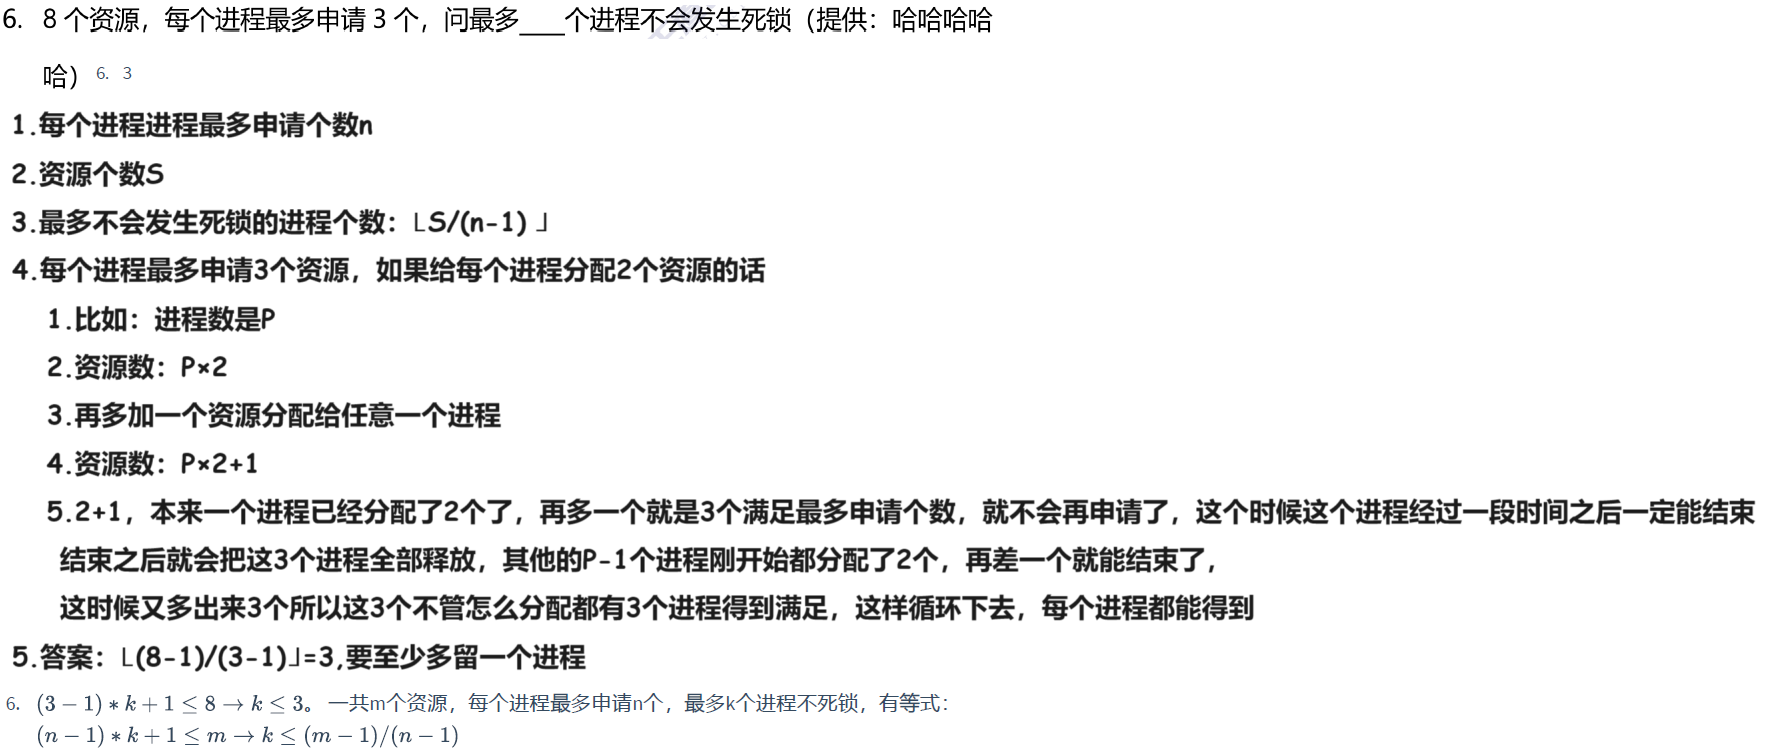 6. 8 个资源，每个进程最多申请 3 个，问最多____个进程不会发生死锁（提供：哈哈哈哈
哈） 6. 3
1.每个进程进程最多申请个数n
2.资源个数S
3.最多不会发生死锁的进程个数：⌊S/(n-1) ⌋
4.每个进程最多申请3个资源，如果给每个进程分配2个资源的话
1.比如：进程数是P
2.资源数：P×2
3.再多加一个资源分配给任意一个进程
4.资源数：P×2+1
5.2+1，本来一个进程已经分配了2个了，再多一个就是3个满足最多申请个数，就不会再申请了，这个时候这个进程经过一段时间之后一定能结束
结束之后就会把这3个进程全部释放，其他的P-1个进程刚开始都分配了2个，再差一个就能结束了，
这时候又多出来3个所以这3个不管怎么分配都有3个进程得到满足，这样循环下去，每个进程都能得到
5.答案：⌊(8-1)/(3-1)⌋=3,要至少多留一个进程
6. (3 − 1) ∗ k + 1 ≤ 8 → k ≤ 3。 一共m个资源，每个进程最多申请n个，最多k个进程不死锁，有等式：
(n − 1) ∗ k + 1 ≤ m → k ≤ (m − 1)/(n − 1)